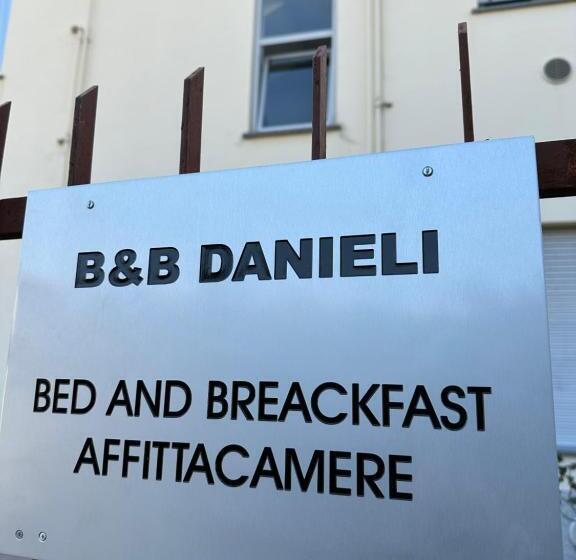 B&B DANIELI
BED AND BREACKFAST
AFFITTACAMERE